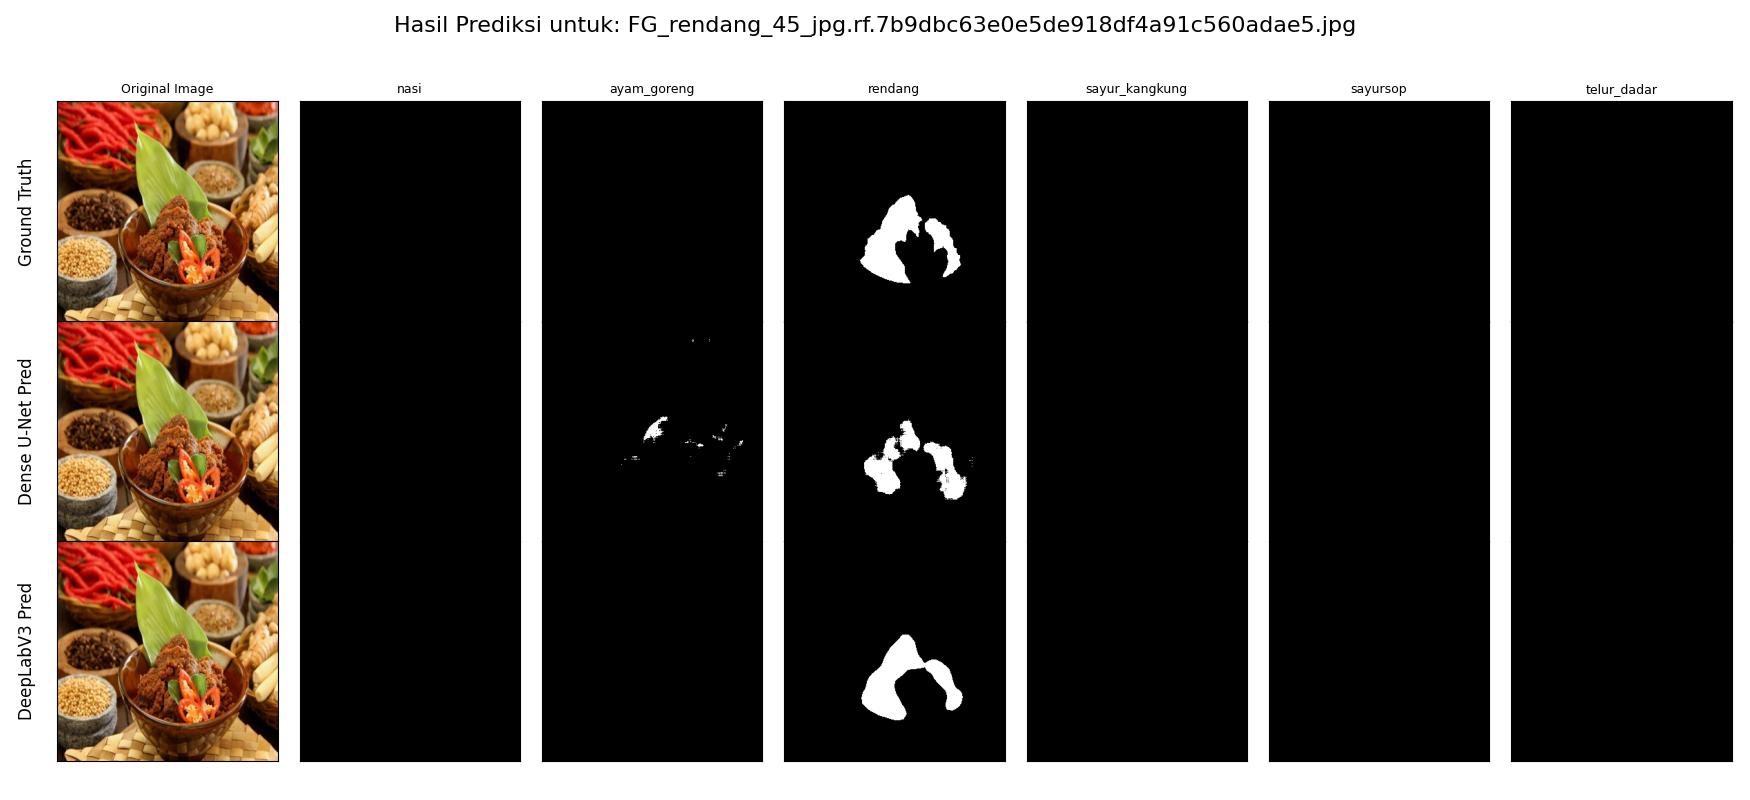 Hasil Prediksi untuk: FG_rendang_45_jpg.rf.7b9dbc63e0e5de918df4a91c560adae5.jpg
Original Image
nasi
ayam_goreng
rendang
sayur_kangkung
sayursop
telur_dadar
Ground Truth
Dense U-Net Pred
DeepLabV3 Pred